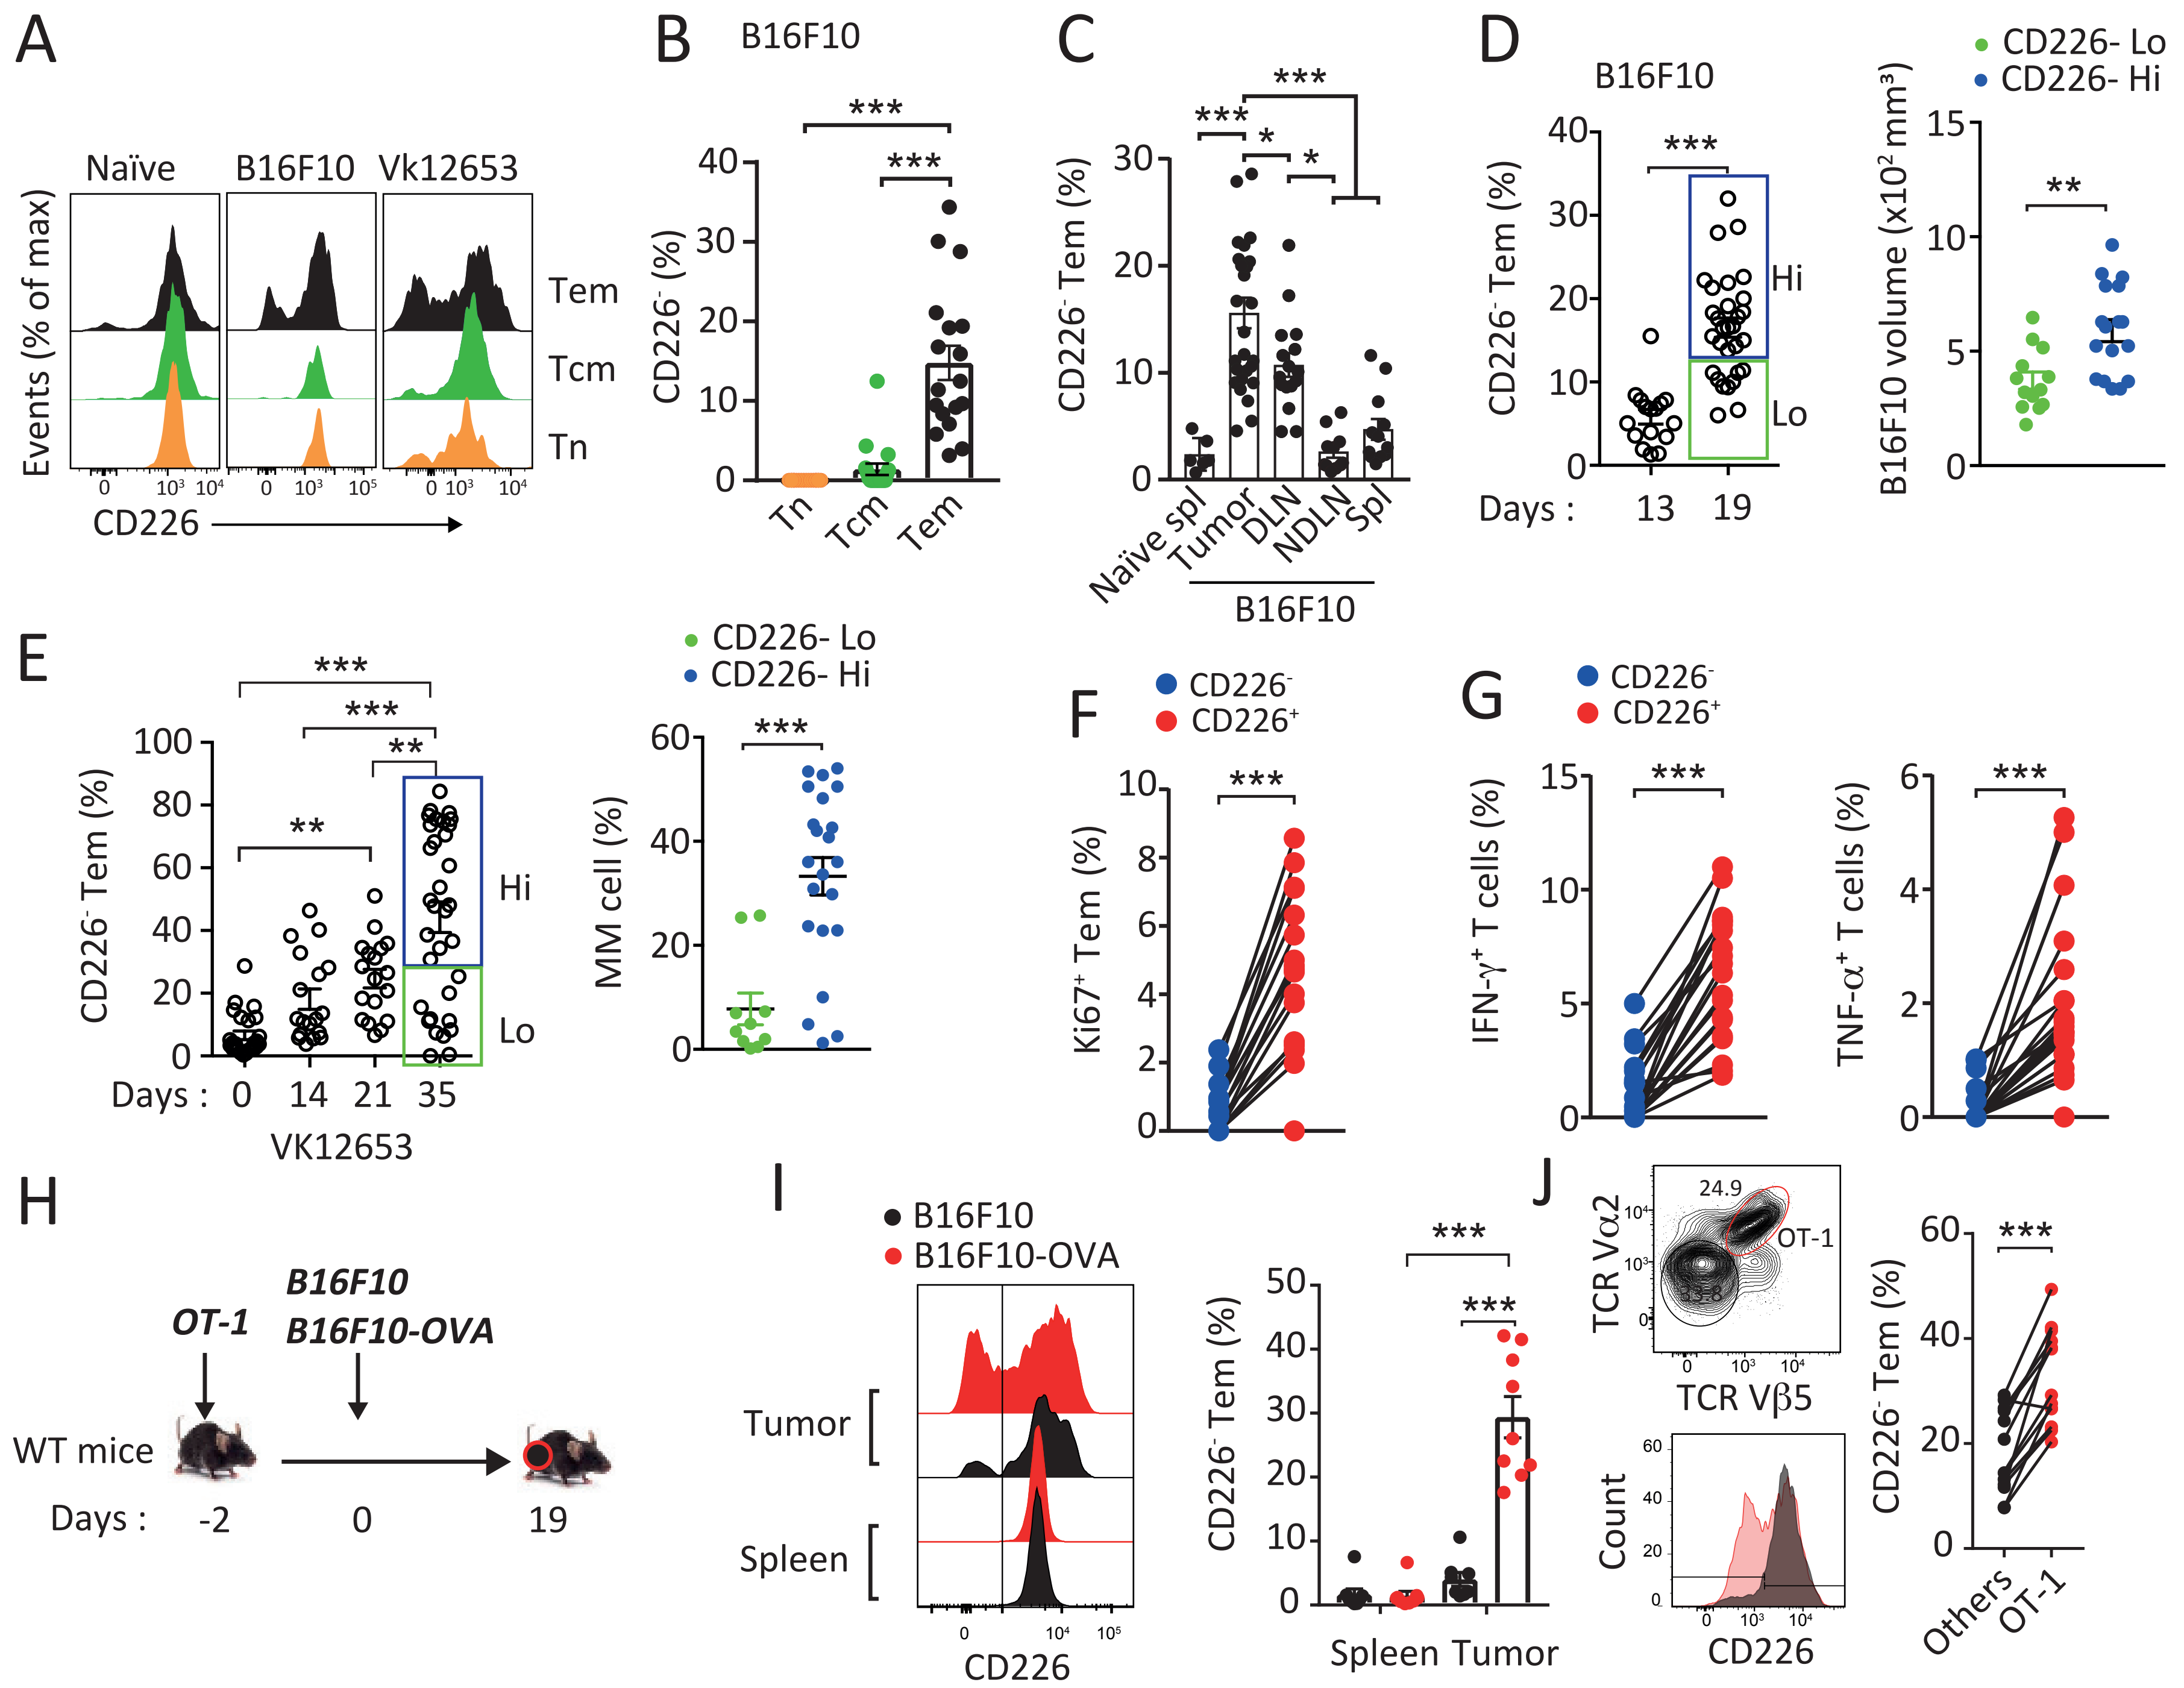 A
Naïve
B16F10
Vk12653
Events (% of max)
Tem
Tcm
Tn
0 10³ 10⁴
0 10³ 10⁵
0 10³ 10⁴
CD226
B
B16F10
***
***
CD226⁻ (%)
40
30
20
10
0
Tn
Tcm
Tem
C
***
***
*
*
CD226⁻ Tem (%)
30
20
10
0
Naïve spl
Tumor
DLN
NDLN
Spl
B16F10
D
B16F10
***
CD226⁻ Tem (%)
40
30
20
10
0
Hi
Lo
Days : 13 19
CD226- Lo
CD226- Hi
B16F10 volume (x10² mm³)
**
15
10
5
0
E
***
***
**
**
CD226⁻ Tem (%)
100
80
60
40
20
0
Hi
Lo
Days : 0 14 21 35
VK12653
CD226- Lo
CD226- Hi
***
MM cell (%)
60
40
20
0
F
CD226⁻
CD226⁺
***
Ki67⁺ Tem (%)
10
8
6
4
2
0
G
CD226⁻
CD226⁺
***
IFN-γ⁺ T cells (%)
15
10
5
0
***
TNF-α⁺ T cells (%)
6
4
2
0
H
OT-1
B16F10
B16F10-OVA
WT mice
Days : -2 0 19
I
B16F10
B16F10-OVA
Tumor
Spleen
0 10⁴ 10⁵
CD226
***
***
CD226⁻ Tem (%)
50
40
30
20
10
0
Spleen Tumor
J
24.9
OT-1
33.8
TCR Vα2
10⁴
10³
0
0 10³ 10⁴
TCR Vβ5
Count
60
40
20
0
0 10³ 10⁴
CD226
***
CD226⁻ Tem (%)
60
40
20
0
Others
OT-1